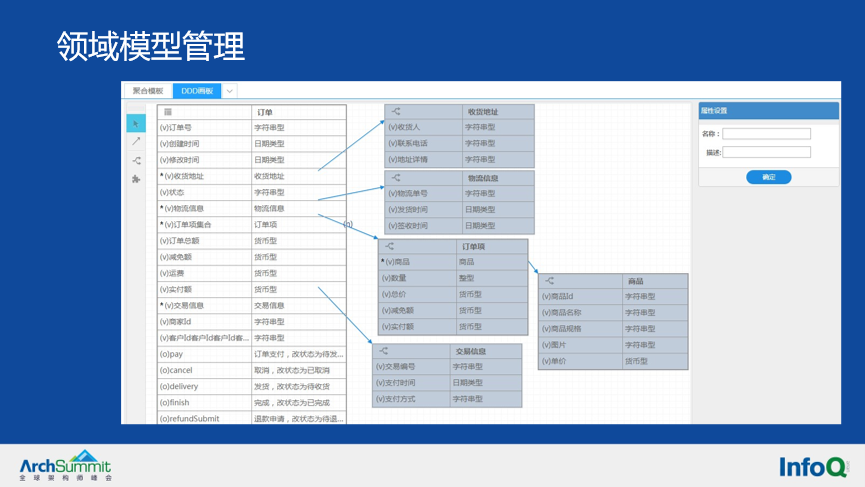 领域模型管理
聚合模板 DDD画板
订单
(v)订单号 字符串型
(v)创建时间 日期类型
(v)修改时间 日期类型
*(v)收货地址 收货地址
(v)状态 字符串型
*(v)物流信息 物流信息
*(v)订单项集合 订单项
(v)订单总额 货币型
(v)减免额 货币型
(v)运费 货币型
(v)实付额 货币型
*(v)交易信息 交易信息
(v)商家Id 字符串型
(v)客户Id客户Id客户Id客... 字符串型
(o)pay 订单支付，改状态为待发...
(o)cancel 取消，改状态为已取消
(o)delivery 发货，改状态为待收货
(o)finish 完成，改状态为已完成
(o)refundSubmit 退款申请，改状态为待退...
收货地址
(v)收货人 字符串型
(v)联系电话 字符串型
(v)地址详情 字符串型
物流信息
(v)物流单号 字符串型
(v)发货时间 日期类型
(v)签收时间 日期类型
(n)
订单项
*(v)商品 商品
(v)数量 整型
(v)总价 货币型
(v)减免额 货币型
(v)实付额 货币型
商品
(v)商品Id 字符串型
(v)商品名称 字符串型
(v)商品规格 字符串型
(v)图片 字符串型
(v)单价 货币型
交易信息
(v)交易编号 字符串型
(v)支付时间 日期类型
(v)支付方式 字符串型
属性设置
名称：
描述:
确定
ArchSummit
全球架构师峰会
InfoQ